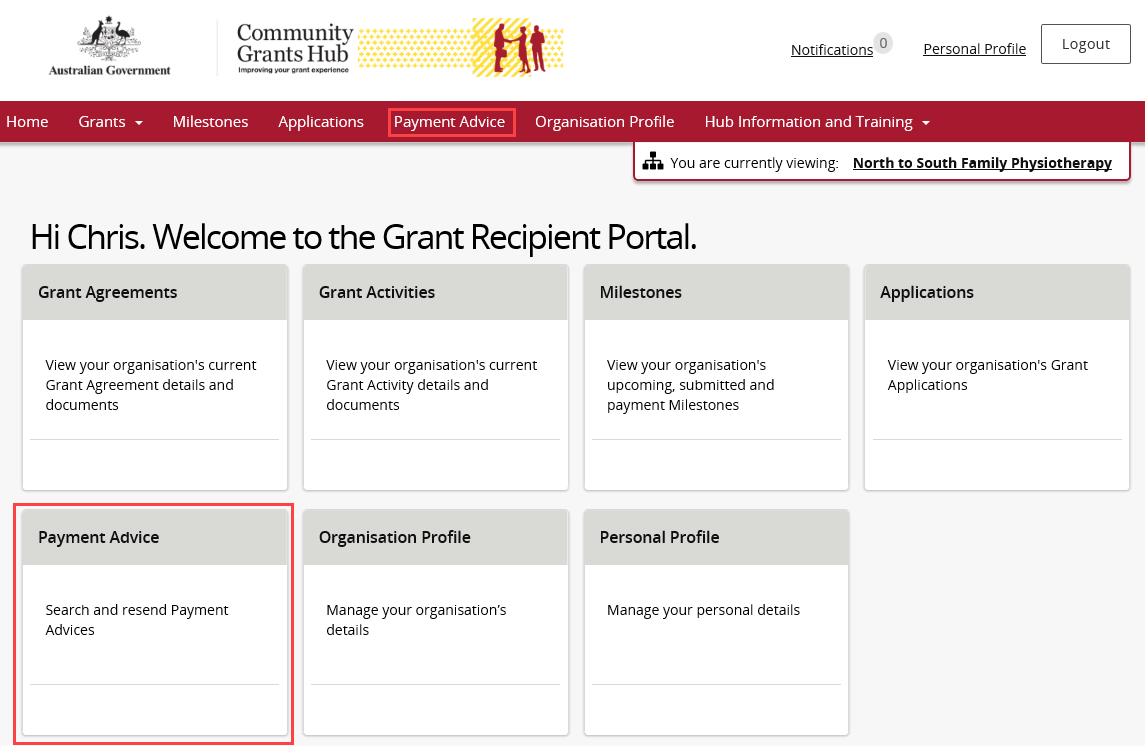 Australian Government
Community
Grants Hub
Improving your grant experience
Notifications 0
Personal Profile
Logout
Home Grants Milestones Applications Payment Advice Organisation Profile Hub Information and Training
You are currently viewing: North to South Family Physiotherapy
Hi Chris. Welcome to the Grant Recipient Portal.
Grant Agreements
View your organisation's current
Grant Agreement details and
documents
Grant Activities
View your organisation's current
Grant Activity details and
documents
Milestones
View your organisation's
upcoming, submitted and
payment Milestones
Applications
View your organisation's Grant
Applications
Payment Advice
Search and resend Payment
Advices
Organisation Profile
Manage your organisation’s
details
Personal Profile
Manage your personal details